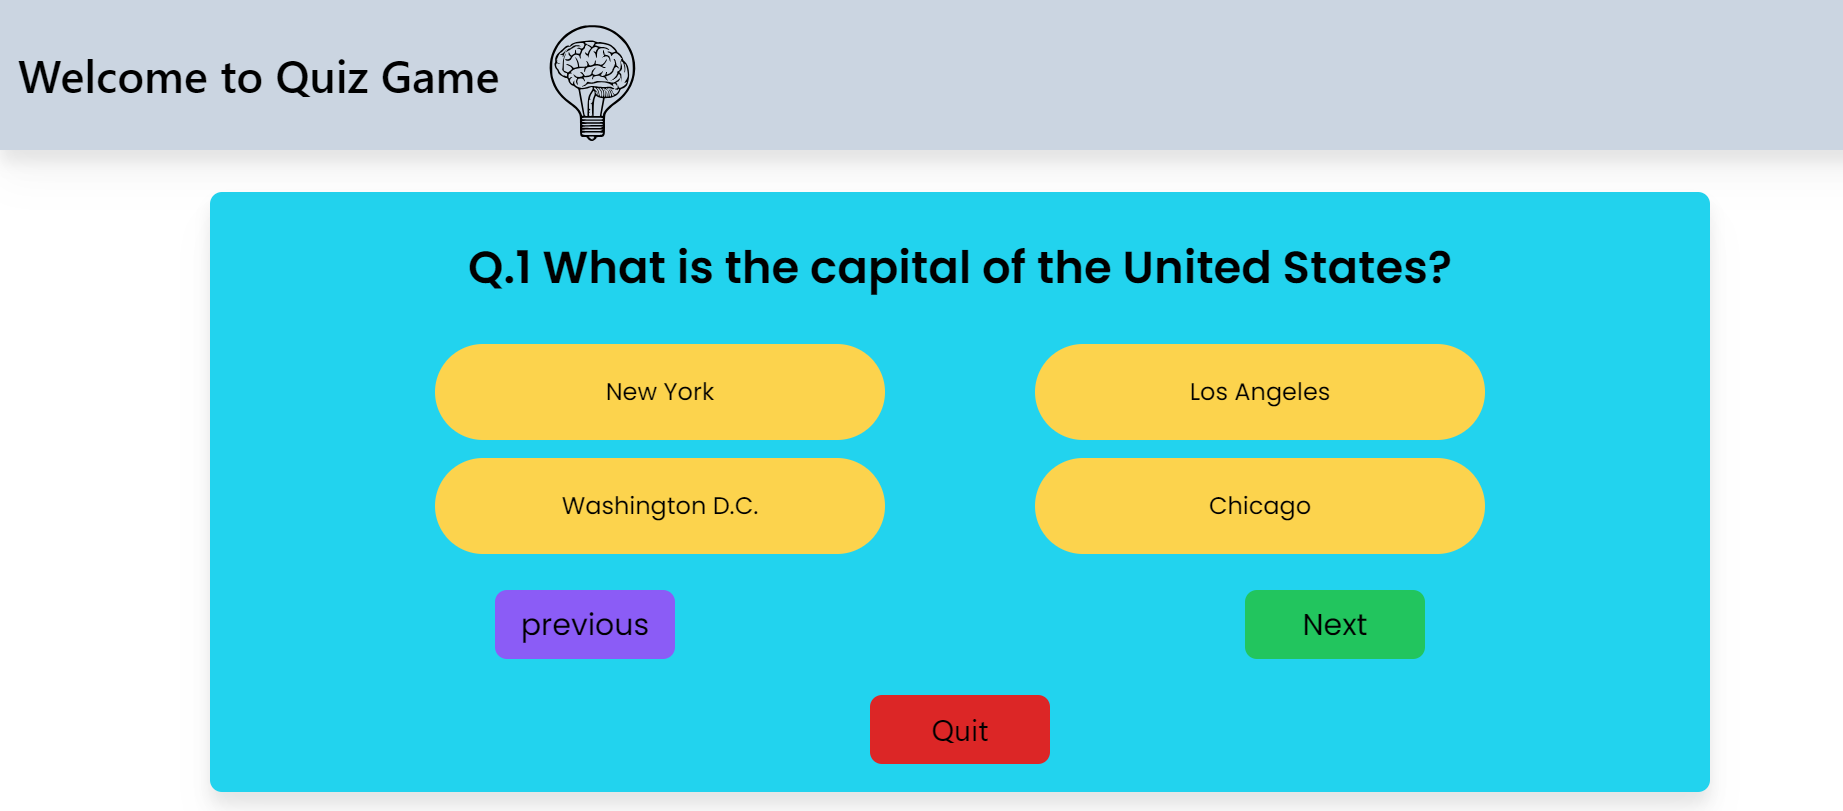 Welcome to Quiz Game
Q.1 What is the capital of the United States?
New York
Los Angeles
Washington D.C.
Chicago
previous
Next
Quit